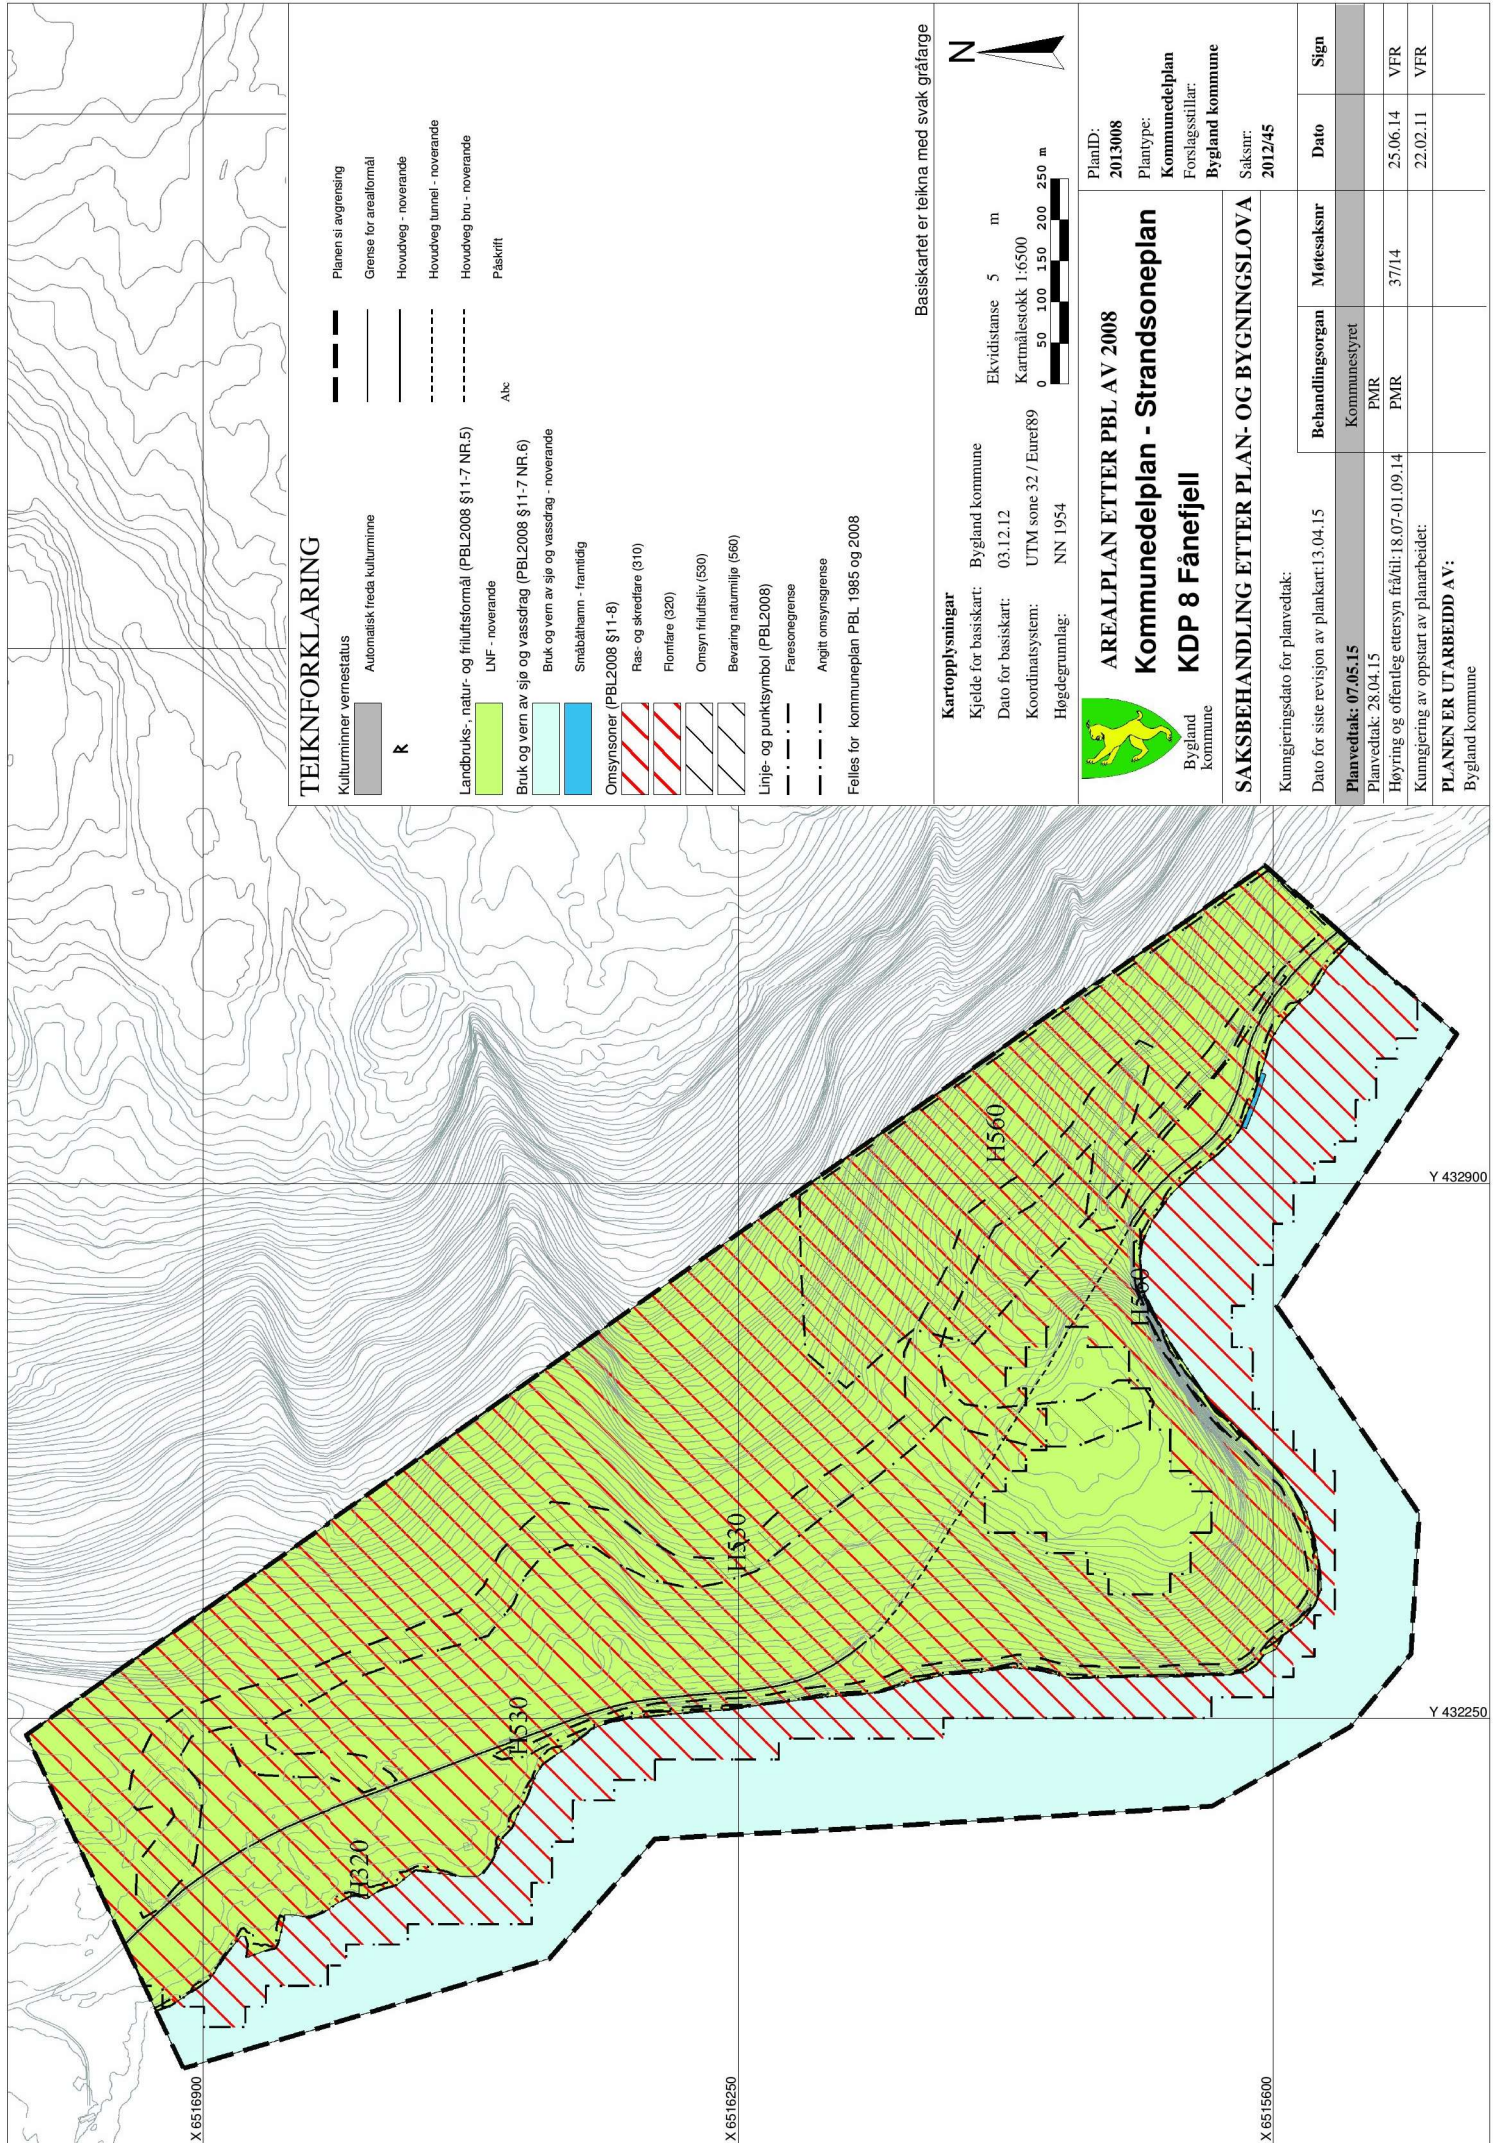 TEIKNFORKLARING
Kulturminner vernestatus
Automatisk freda kulturminne
R
Landbruks-, natur- og friluftsformål (PBL2008 §11-7 NR.5)
LNF - noverande
Bruk og vern av sjø og vassdrag (PBL2008 §11-7 NR.6)
Bruk og vern av sjø og vassdrag - noverande
Småbåthamn - framtidig
Omsynsoner (PBL2008 §11-8)
Ras- og skredfare (310)
Flomfare (320)
Omsyn friluftsliv (530)
Bevaring naturmiljø (560)
Linje- og punktsymbol (PBL2008)
Faresonegrense
Angitt omsynsgrense
Felles for kommuneplan PBL 1985 og 2008
Planen si avgrensing
Grense for arealformål
Hovudveg - noverande
Hovudveg tunnel - noverande
Hovudveg bru - noverande
Abc Påskrift
Basiskartet er teikna med svak gråfarge
Kartopplysningar
Kjelde for basiskart: Bygland kommune
Dato for basiskart: 03.12.12
Koordinatsystem: UTM sone 32 / Euref89
Høgdegrunnlag: NN 1954
Ekvidistanse 5 m
Kartmålestokk 1:6500
0 50 100 150 200 250 m
N
Bygland
kommune
AREALPLAN ETTER PBL AV 2008
Kommunedelplan - Strandsoneplan
KDP 8 Fånefjell
PlanID:
2013008
Plantype:
Kommunedelplan
Forslagsstillar:
Bygland kommune
SAKSBEHANDLING ETTER PLAN- OG BYGNINGSLOVA
Saksnr:
2012/45
Kunngjeringsdato for planvedtak:
Dato for siste revisjon av plankart:13.04.15
Behandlingsorgan Møtesaksnr Dato Sign
Planvedtak: 07.05.15 Kommunestyret
Planvedtak: 28.04.15 PMR
Høyring og offentleg ettersyn frå/til:18.07-01.09.14 PMR 37/14 25.06.14 VFR
Kunngjering av oppstart av planarbeidet: 22.02.11 VFR
PLANEN ER UTARBEIDD AV:
Bygland kommune
H560
H560
H530
H530
H320
Y 432900
Y 432250
X 6516900
X 6516250
X 6515600